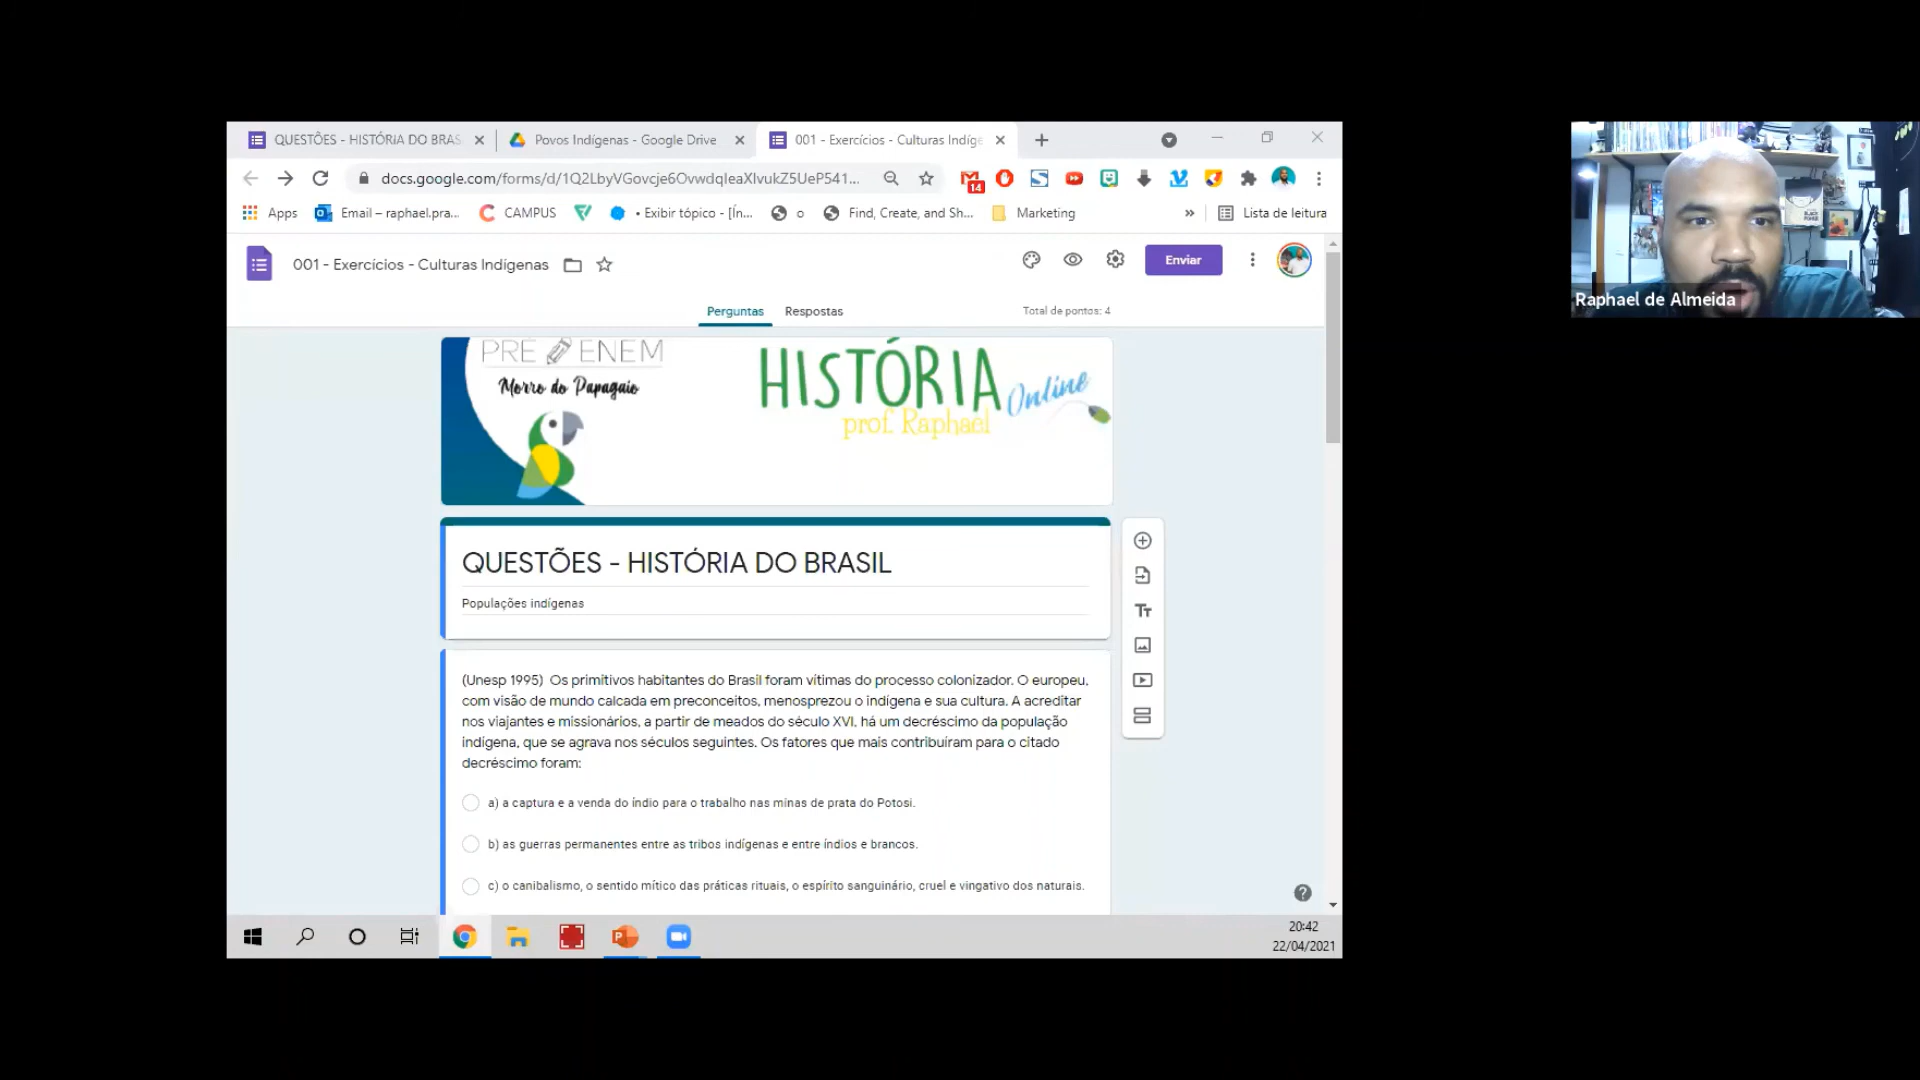 QUESTÕES - HISTÓRIA DO BRAS
Povos Indígenas - Google Drive
001 - Exercícios - Culturas Indíge
docs.google.com/forms/d/1Q2LbyVGovcje6OvwdqIeaXIvukZ5UeP541...
14
Apps
Email – raphael.pra...
CAMPUS
• Exibir tópico - [Ín...
o
Find, Create, and Sh...
Marketing
»
Lista de leitura
001 - Exercícios - Culturas Indígenas
Enviar
Perguntas
Respostas
Total de pontos: 4
PRÉ ENEM
Morro do Papagaio
HISTÓRIA Online
prof. Raphael
QUESTÕES - HISTÓRIA DO BRASIL
Populações indígenas
(Unesp 1995) Os primitivos habitantes do Brasil foram vítimas do processo colonizador. O europeu,
com visão de mundo calcada em preconceitos, menosprezou o indígena e sua cultura. A acreditar
nos viajantes e missionários, a partir de meados do século XVI, há um decréscimo da população
indígena, que se agrava nos séculos seguintes. Os fatores que mais contribuíram para o citado
decréscimo foram:
a) a captura e a venda do índio para o trabalho nas minas de prata do Potosi.
b) as guerras permanentes entre as tribos indígenas e entre índios e brancos.
c) o canibalismo, o sentido mítico das práticas rituais, o espírito sanguinário, cruel e vingativo dos naturais.
20:42
22/04/2021
Raphael de Almeida